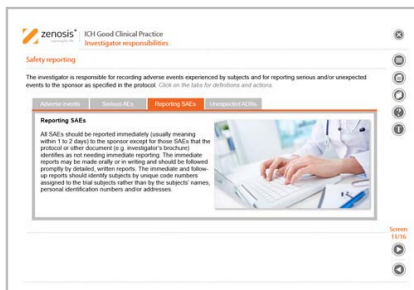 zenosis
ICH Good Clinical Practice
Investigator responsibilities
Safety reporting
The investigator is responsible for recording adverse events experienced by subjects and for reporting serious and/or unexpected
events to the sponsor as specified in the protocol. Click on the tabs for definitions and actions.
Adverse events
Serious AEs
Reporting SAEs
Unexpected ADRs
Reporting SAEs
All SAEs should be reported immediately (usually meaning
within 1 to 2 days) to the sponsor except for those SAEs that the
protocol or other document (e.g. investigator's brochure)
identifies as not needing immediate reporting. The immediate
reports may be made orally or in writing and should be followed
promptly by detailed, written reports. The immediate and follow-
up reports should identify subjects by unique code numbers
assigned to the trial subjects rather than by the subjects' names,
personal identification numbers and/or addresses.
Screen
11/16